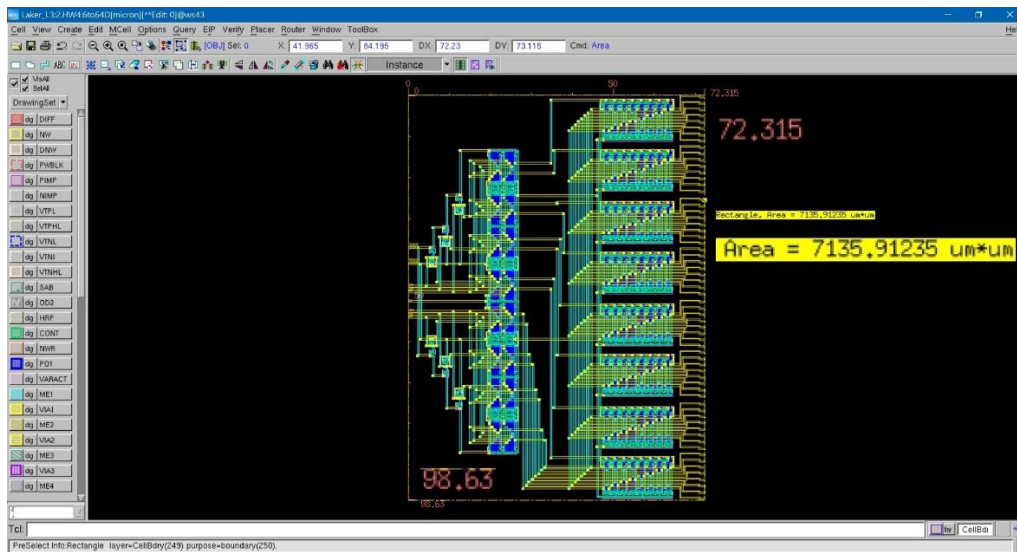 Laker_L3:2.HW4:6to64D[micron][**Edit: 0]@ws43
Cell View Create Edit MCell Options Query EIP Verify Placer Router Window ToolBox
[OBJ] Sel: 0 X: 41.965 Y: 84.195 DX: 72.23 DY: 73.115 Cmd: Area
ABC Instance
VisAll
SelAll
DrawingSet
dg DIFF
dg NW
dg DNW
dg PWBLK
dg PIMP
dg NIMP
dg VTPL
dg VTPHL
dg VTNL
dg VTNI
dg VTNHL
dg SAB
dg OD2
dg HRP
dg CONT
dg NWR
dg PO1
dg VARACT
dg ME1
dg VIA1
dg ME2
dg VIA2
dg ME3
dg VIA3
dg ME4
0 50
0 72.315
72.315
Rectangle, Area = 7135.91235 um*um
Area = 7135.91235 um*um
98.63
98.63
Tcl:
by CellBdr
PreSelect Info:Rectangle layer=CellBdry(249) purpose=boundary(250).